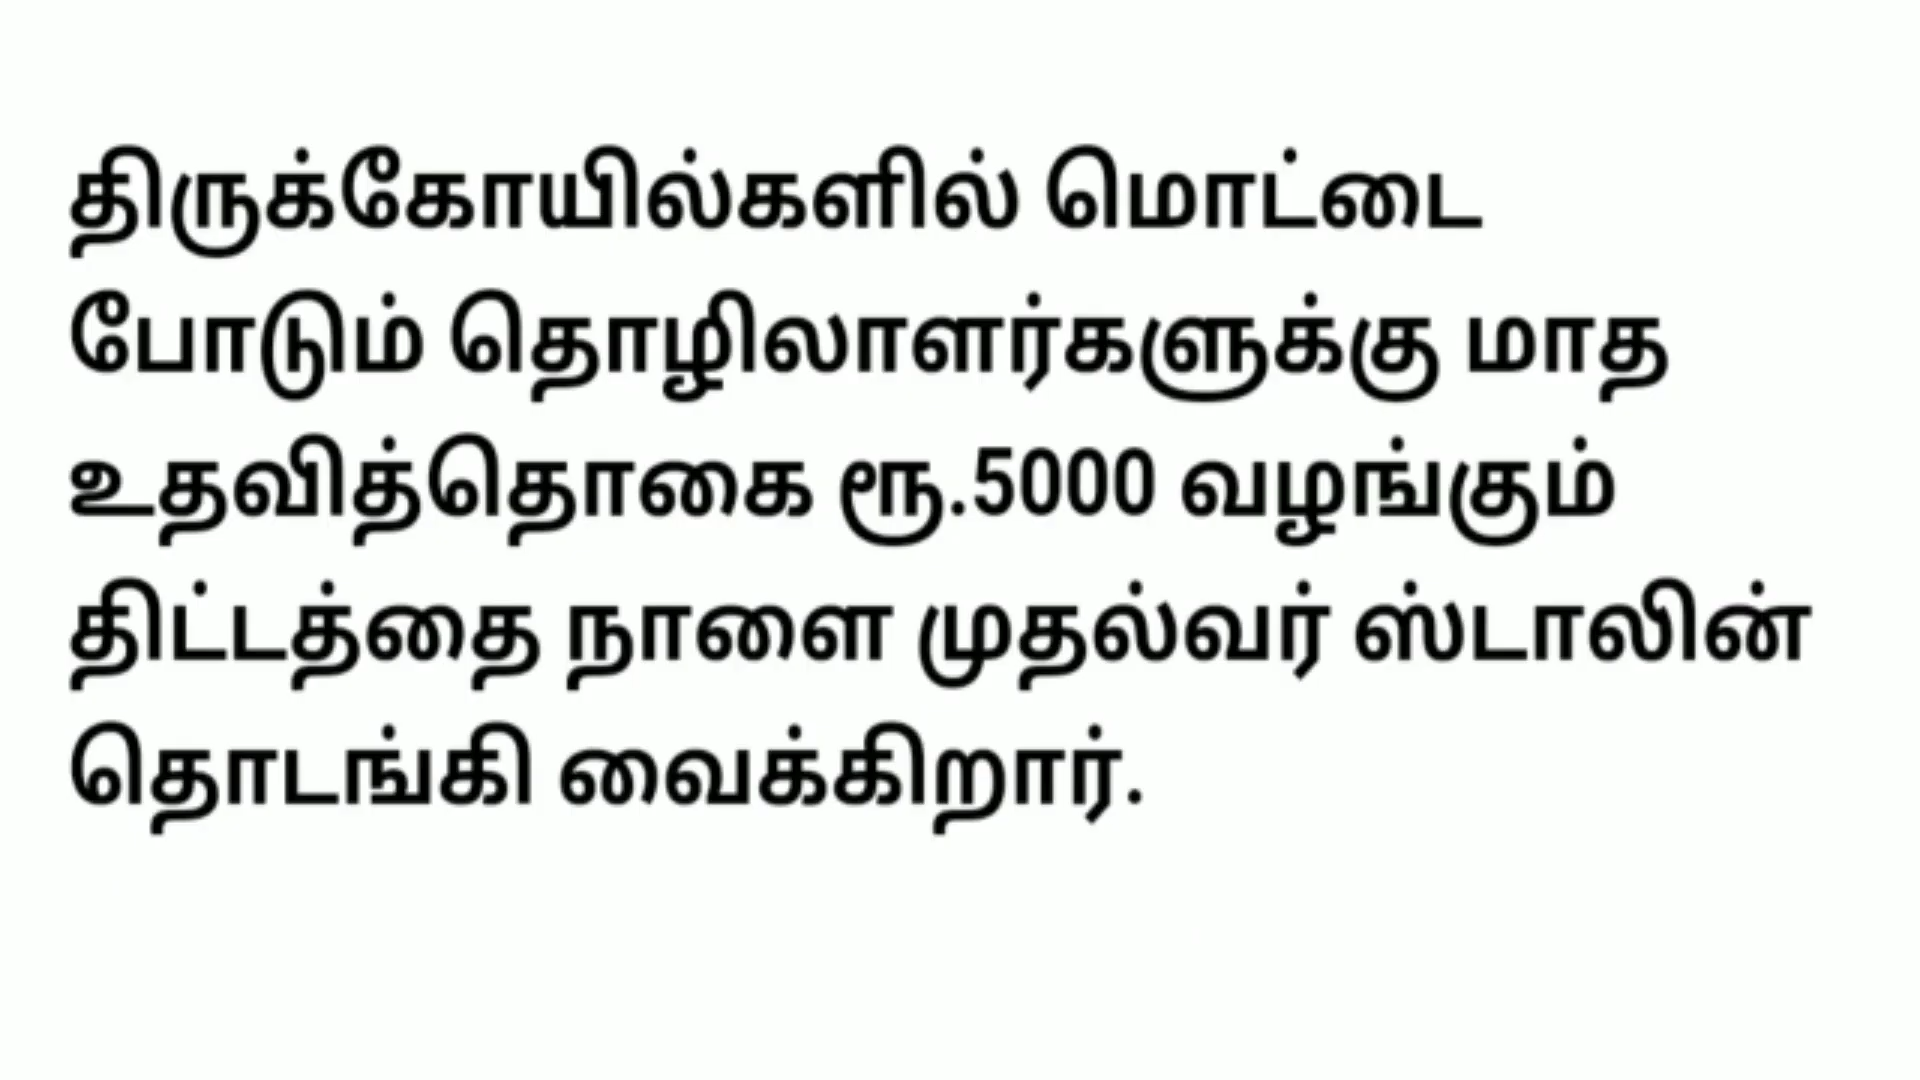 திருக்கோயில்களில் மொட்டை
போடும் தொழிலாளர்களுக்கு மாத
உதவித்தொகை ரூ.5000 வழங்கும்
திட்டத்தை நாளை முதல்வர் ஸ்டாலின்
தொடங்கி வைக்கிறார்.